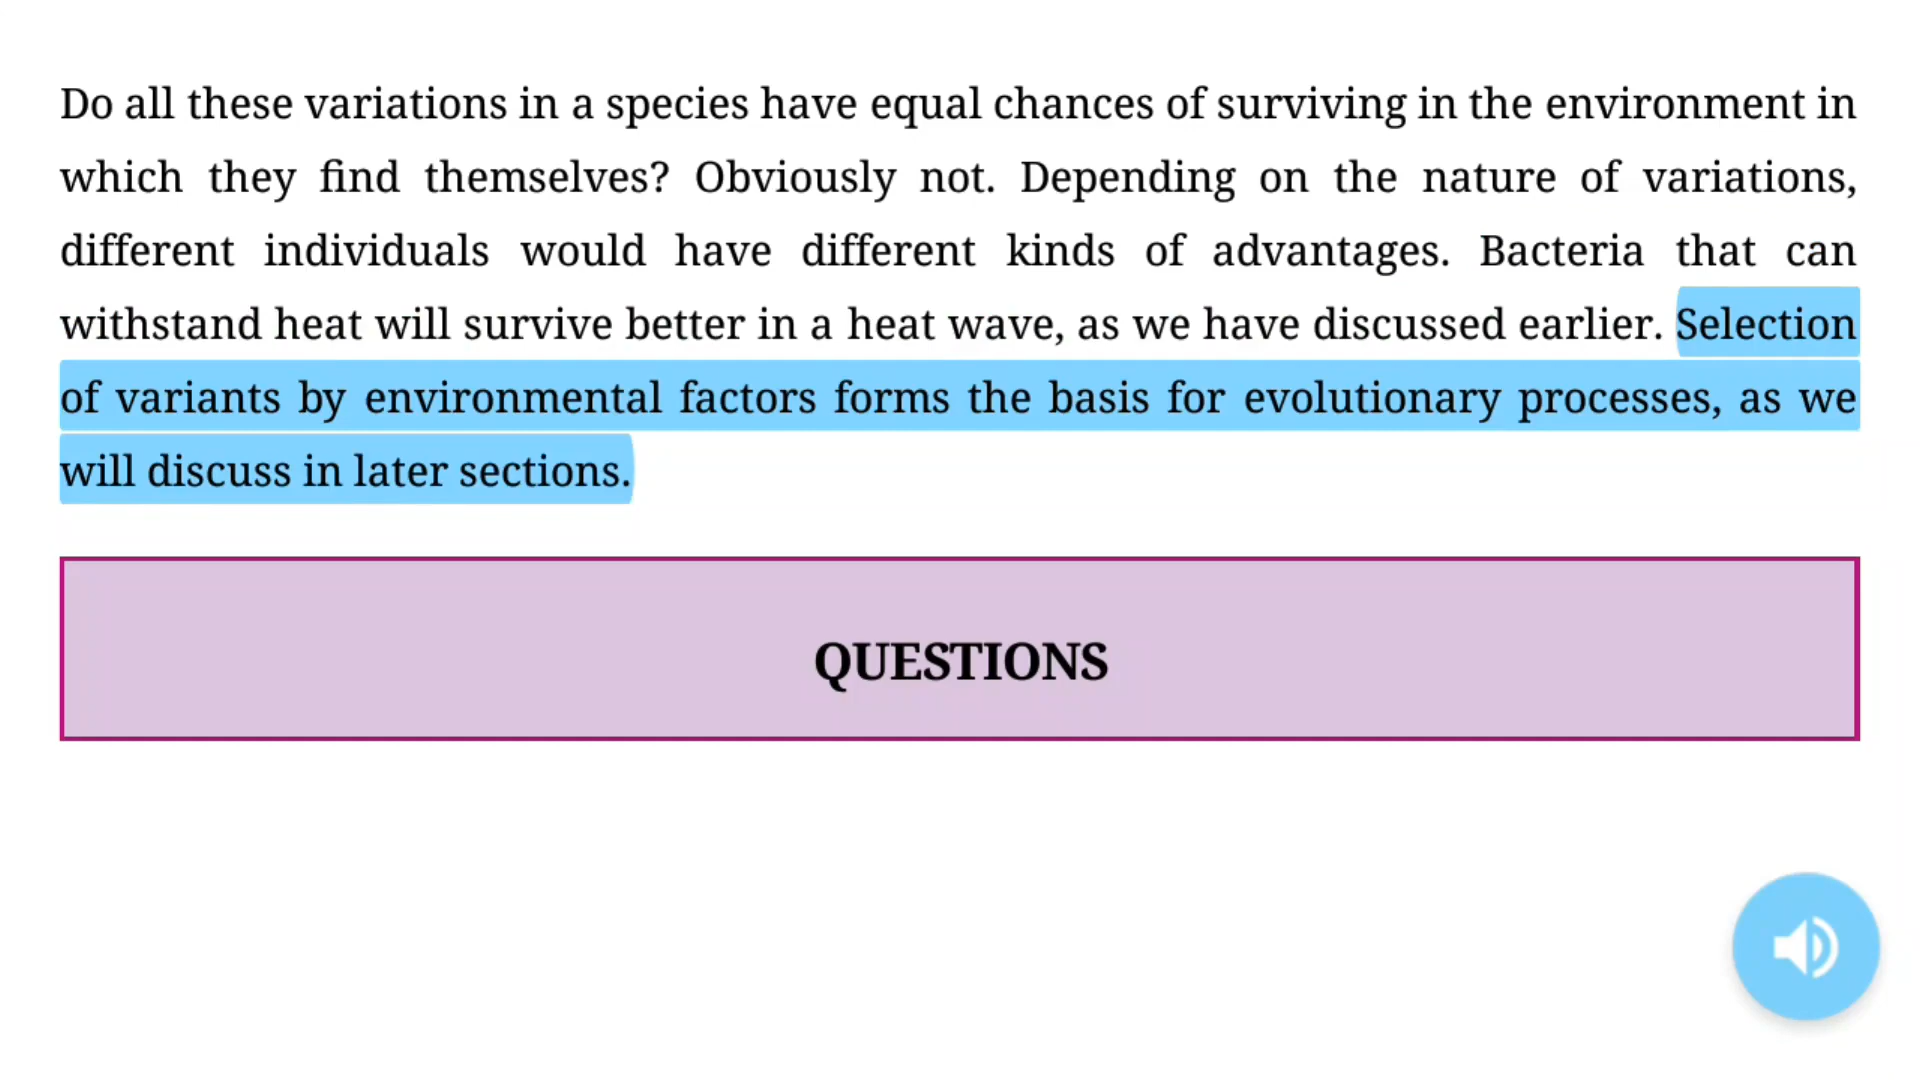 Do all these variations in a species have equal chances of surviving in the environment in
which they find themselves? Obviously not. Depending on the nature of variations,
different individuals would have different kinds of advantages. Bacteria that can
withstand heat will survive better in a heat wave, as we have discussed earlier. Selection
of variants by environmental factors forms the basis for evolutionary processes, as we
will discuss in later sections.
QUESTIONS